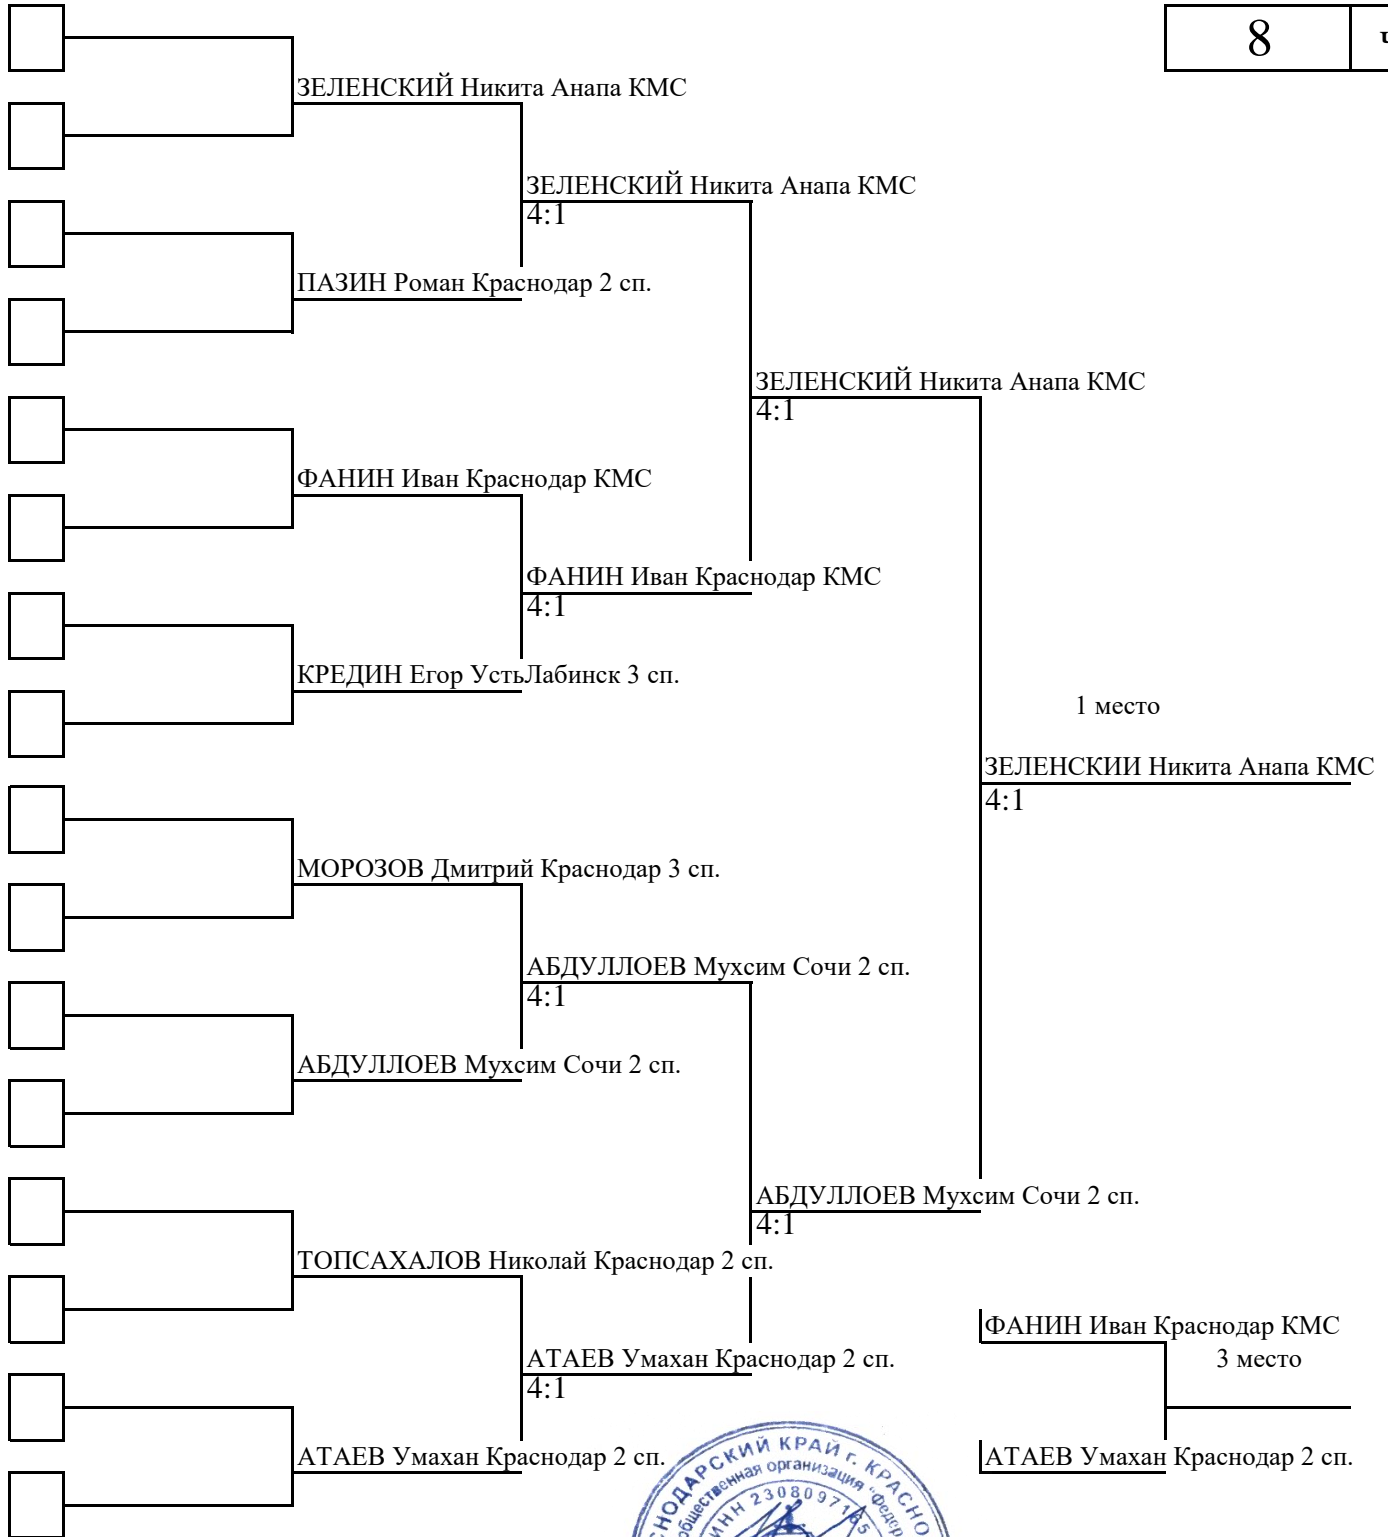 8
ЗЕЛЕНСКИЙ Никита Анапа КМС
ЗЕЛЕНСКИЙ Никита Анапа КМС
4:1
ПАЗИН Роман Краснодар 2 сп.
ЗЕЛЕНСКИЙ Никита Анапа КМС
4:1
ФАНИН Иван Краснодар КМС
ФАНИН Иван Краснодар КМС
4:1
КРЕДИН Егор УстьЛабинск 3 сп.
1 место
ЗЕЛЕНСКИИ Никита Анапа КМС
4:1
МОРОЗОВ Дмитрий Краснодар 3 сп.
АБДУЛЛОЕВ Мухсим Сочи 2 сп.
4:1
АБДУЛЛОЕВ Мухсим Сочи 2 сп.
АБДУЛЛОЕВ Мухсим Сочи 2 сп.
4:1
ТОПСАХАЛОВ Николай Краснодар 2 сп.
ФАНИН Иван Краснодар КМС
АТАЕВ Умахан Краснодар 2 сп.
3 место
4:1
АТАЕВ Умахан Краснодар 2 сп.
АТАЕВ Умахан Краснодар 2 сп.
КРАЙ г.
организация
ИНН 2308097165